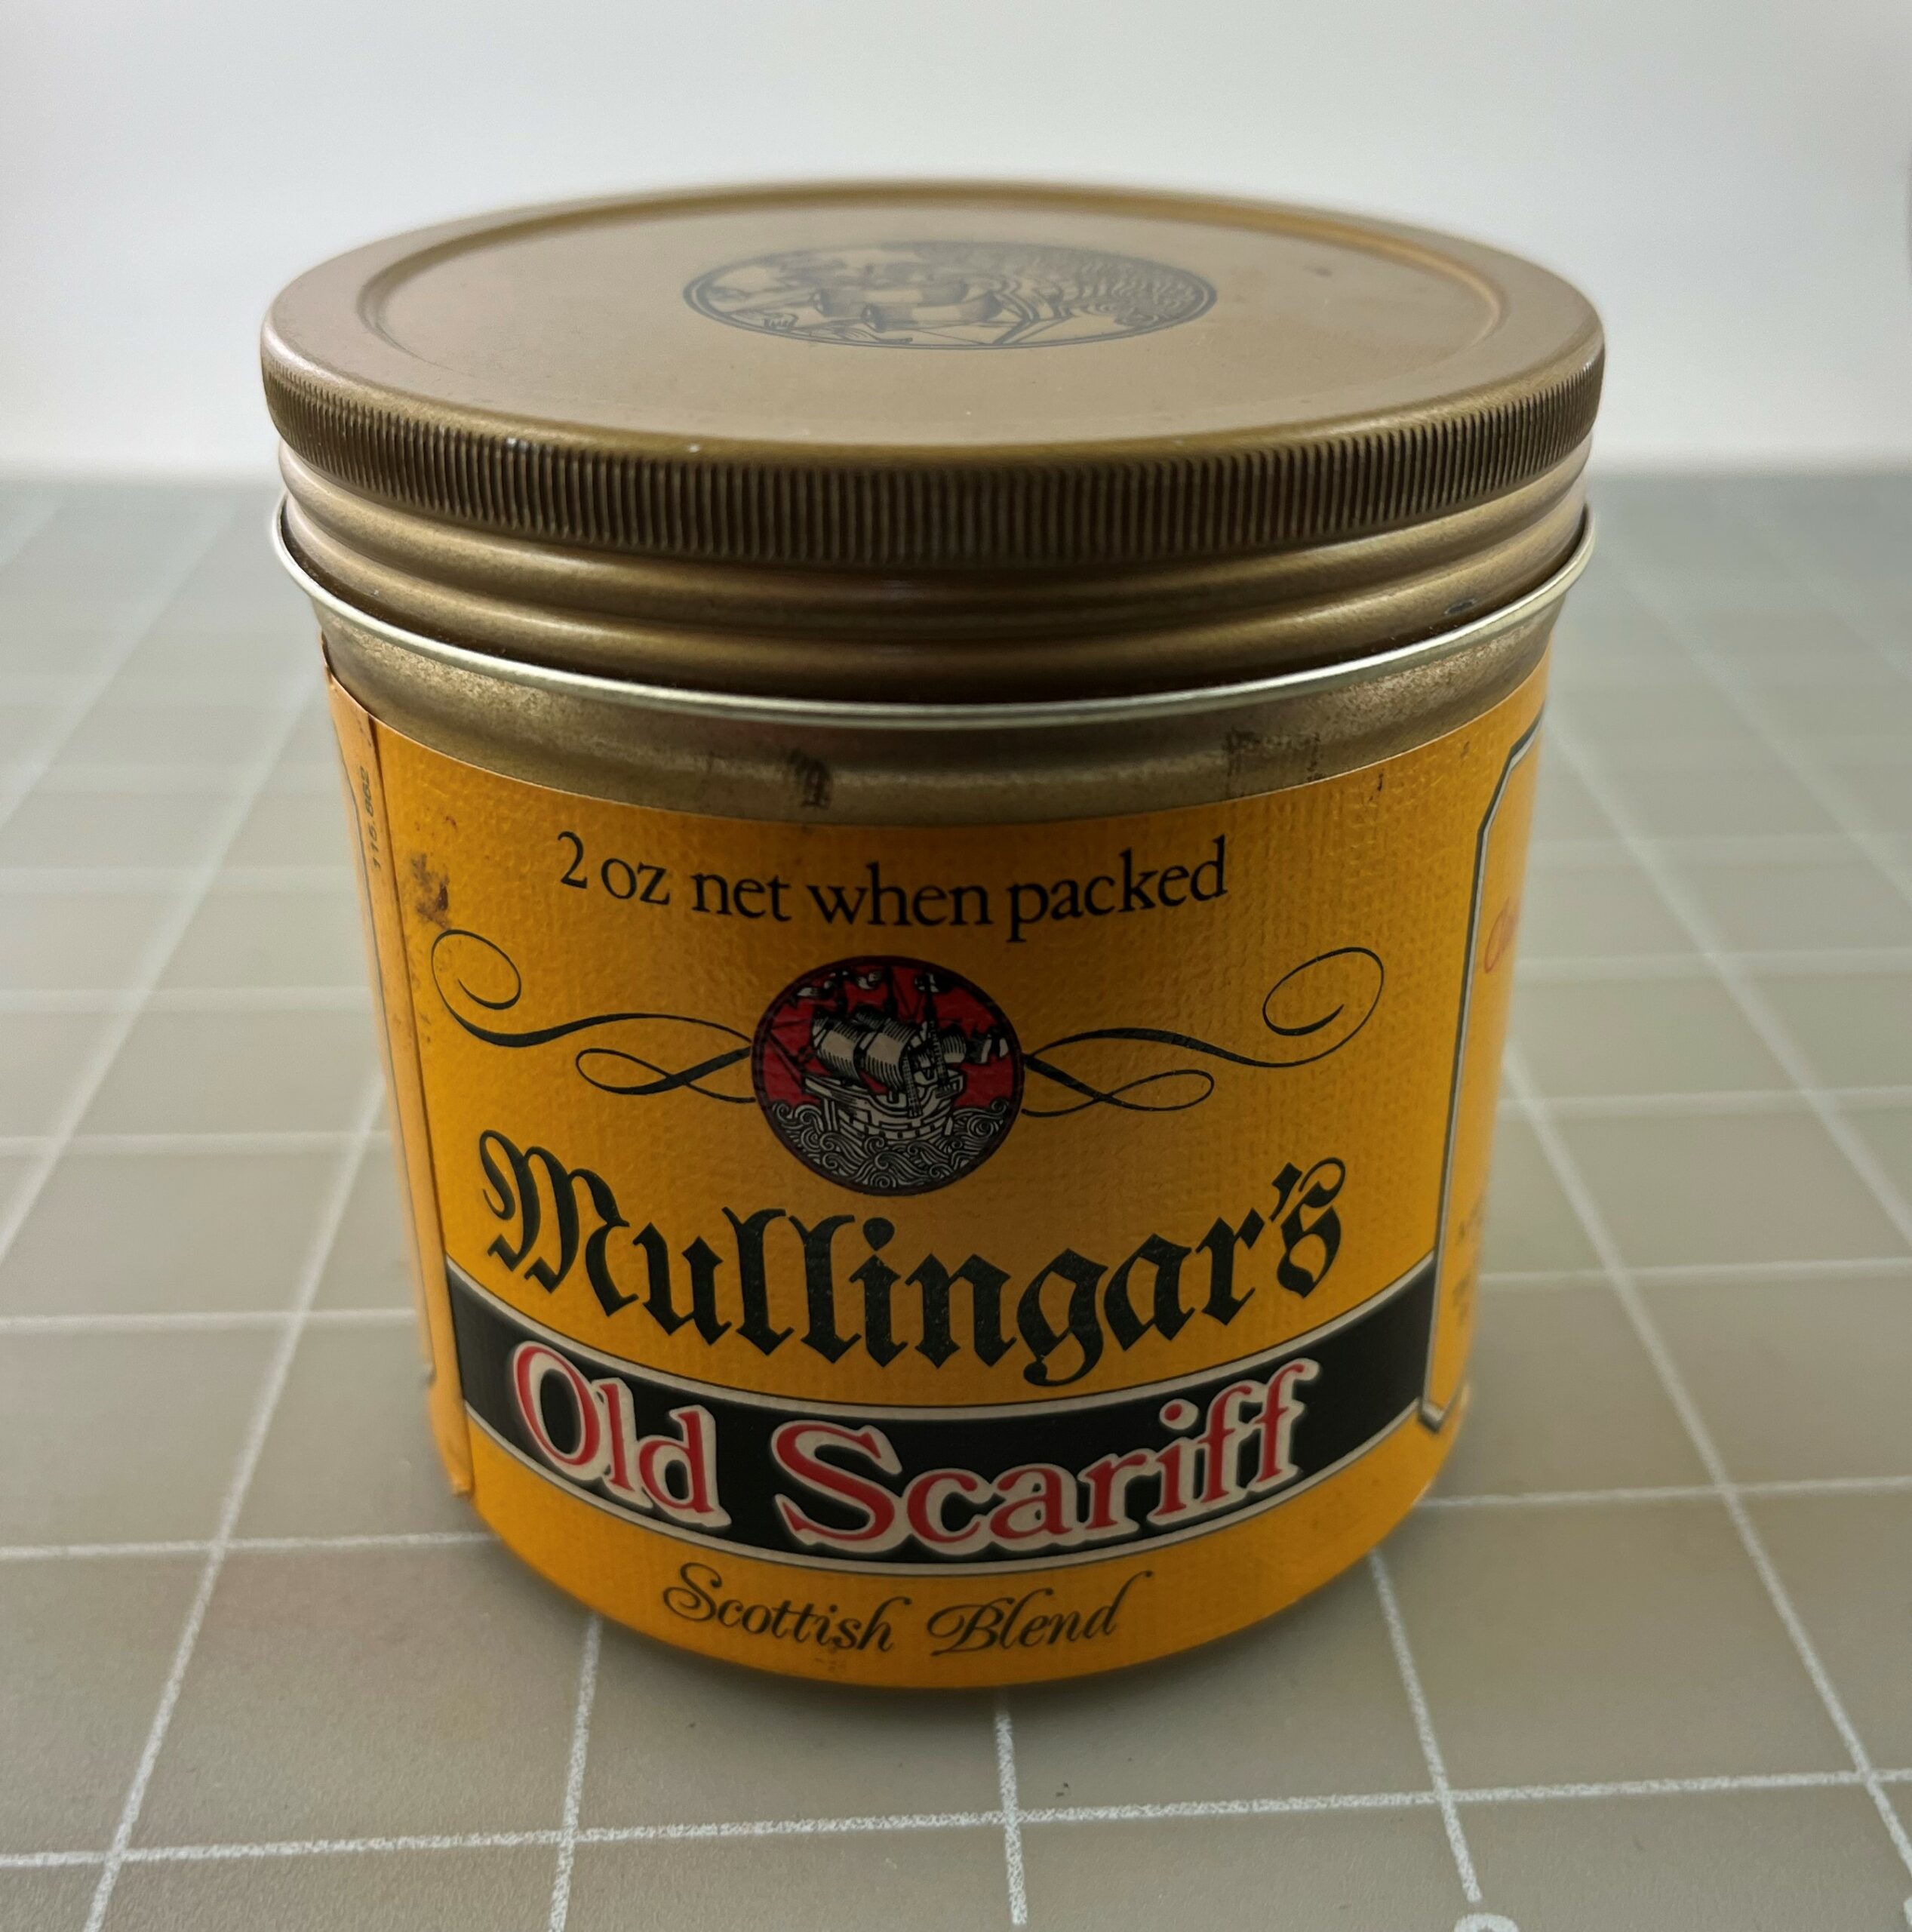 2 oz net when packed
Mullingar's
Old Scariff
Scottish Blend